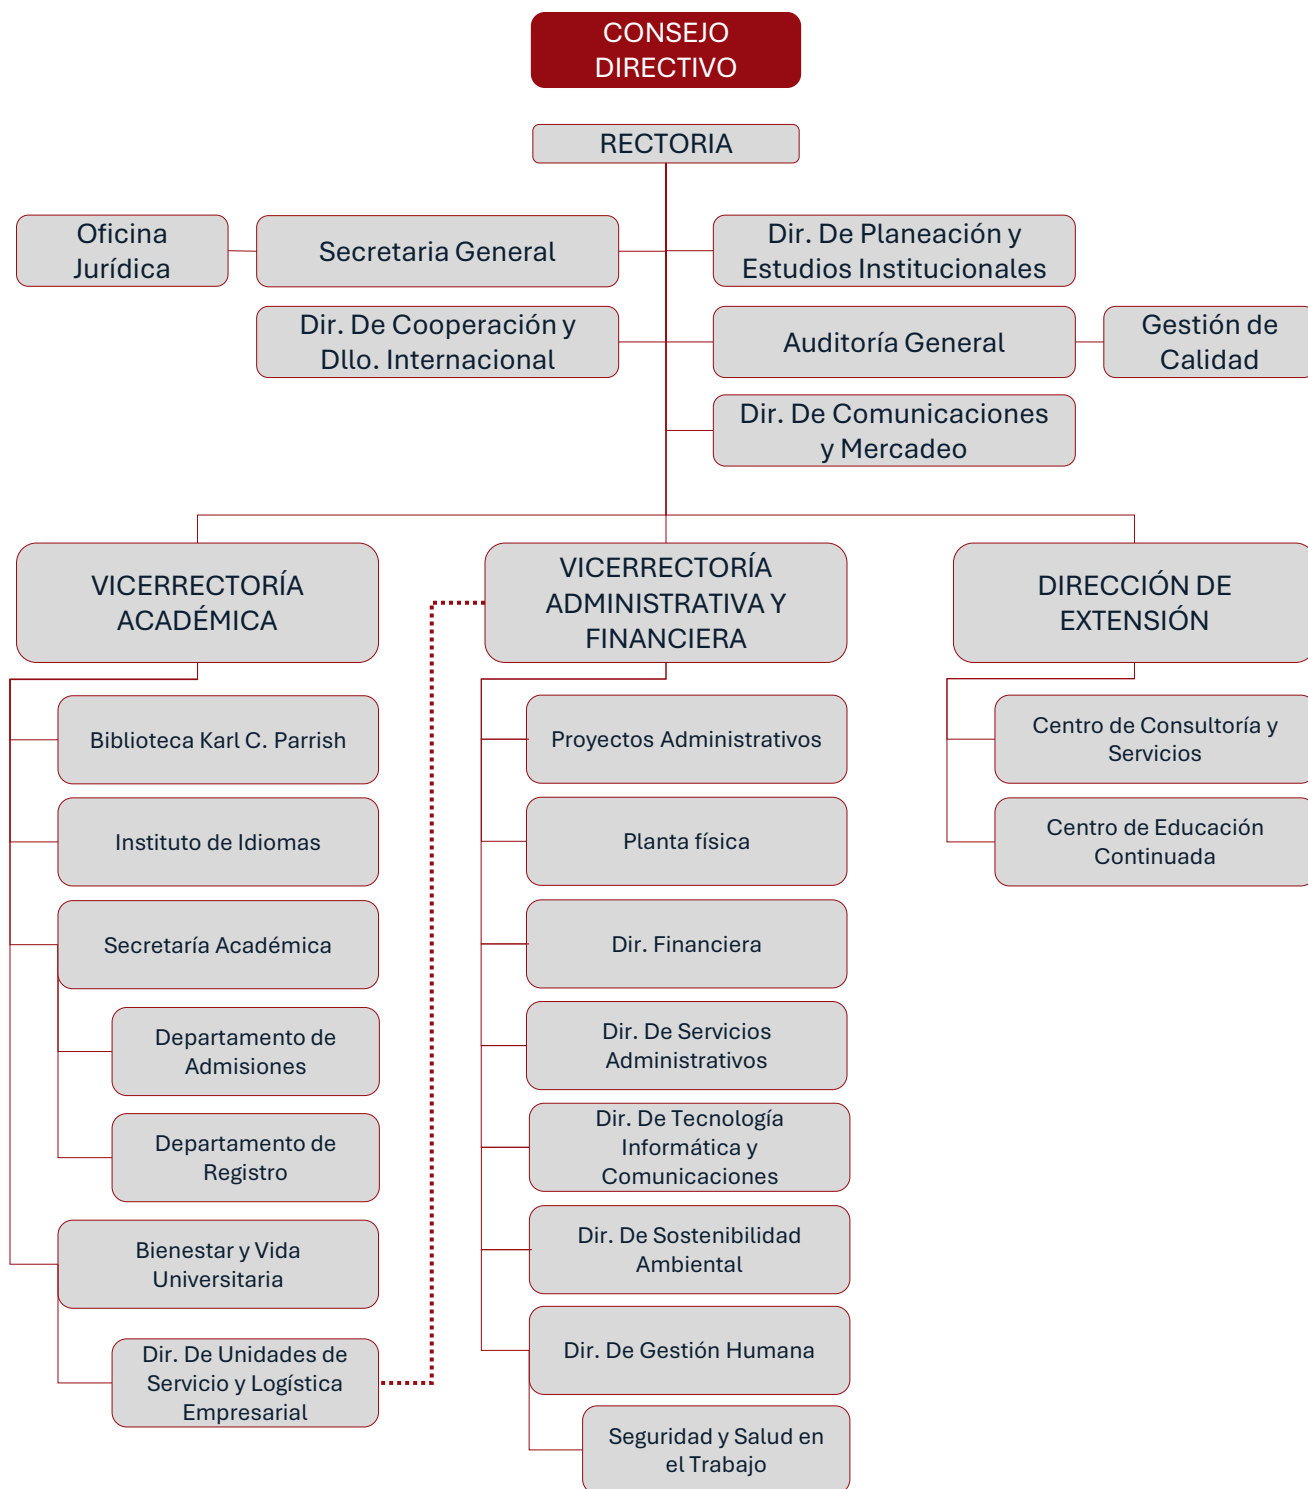 CONSEJO
DIRECTIVO
RECTORIA
Oficina
Jurídica
Secretaria General
Dir. De Planeación y
Estudios Institucionales
Dir. De Cooperación y
Dllo. Internacional
Auditoría General
Gestión de
Calidad
Dir. De Comunicaciones
y Mercadeo
VICERRECTORÍA
ACADÉMICA
VICERRECTORÍA
ADMINISTRATIVA Y
FINANCIERA
DIRECCIÓN DE
EXTENSIÓN
Biblioteca Karl C. Parrish
Instituto de Idiomas
Secretaría Académica
Departamento de
Admisiones
Departamento de
Registro
Bienestar y Vida
Universitaria
Dir. De Unidades de
Servicio y Logística
Empresarial
Proyectos Administrativos
Planta física
Dir. Financiera
Dir. De Servicios
Administrativos
Dir. De Tecnología
Informática y
Comunicaciones
Dir. De Sostenibilidad
Ambiental
Dir. De Gestión Humana
Seguridad y Salud en
el Trabajo
Centro de Consultoría y
Servicios
Centro de Educación
Continuada